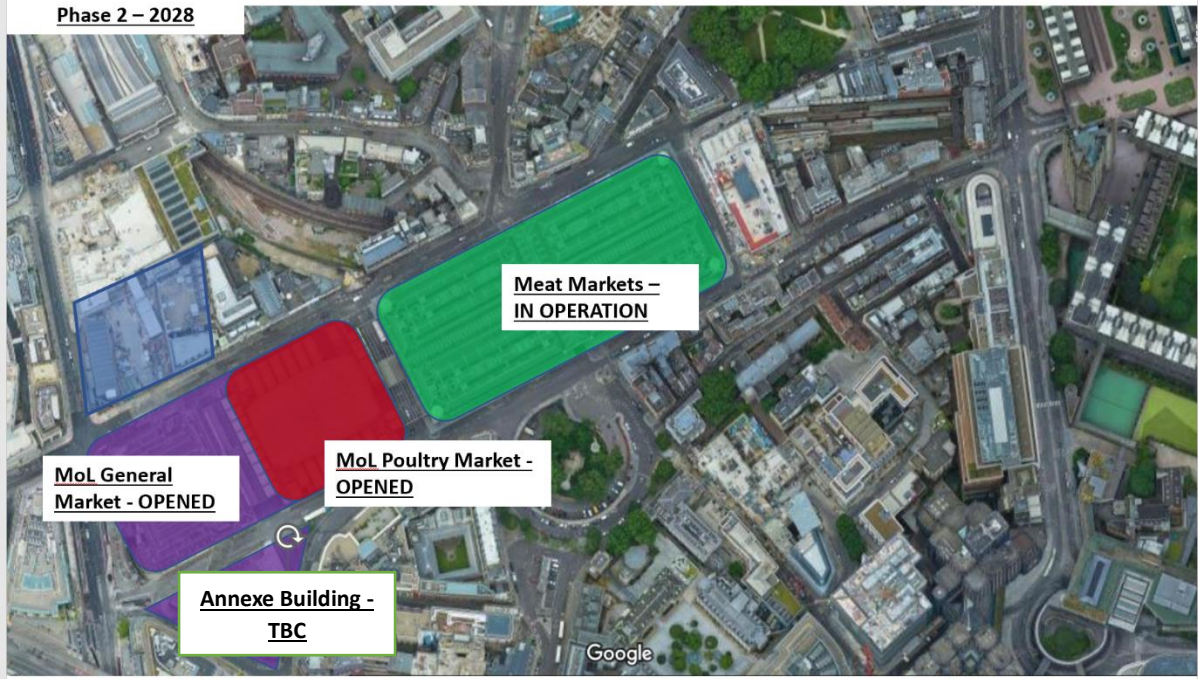 Phase 2 – 2028
Meat Markets –
IN OPERATION
MoL Poultry Market -
OPENED
MoL General
Market - OPENED
Annexe Building -
TBC
Google